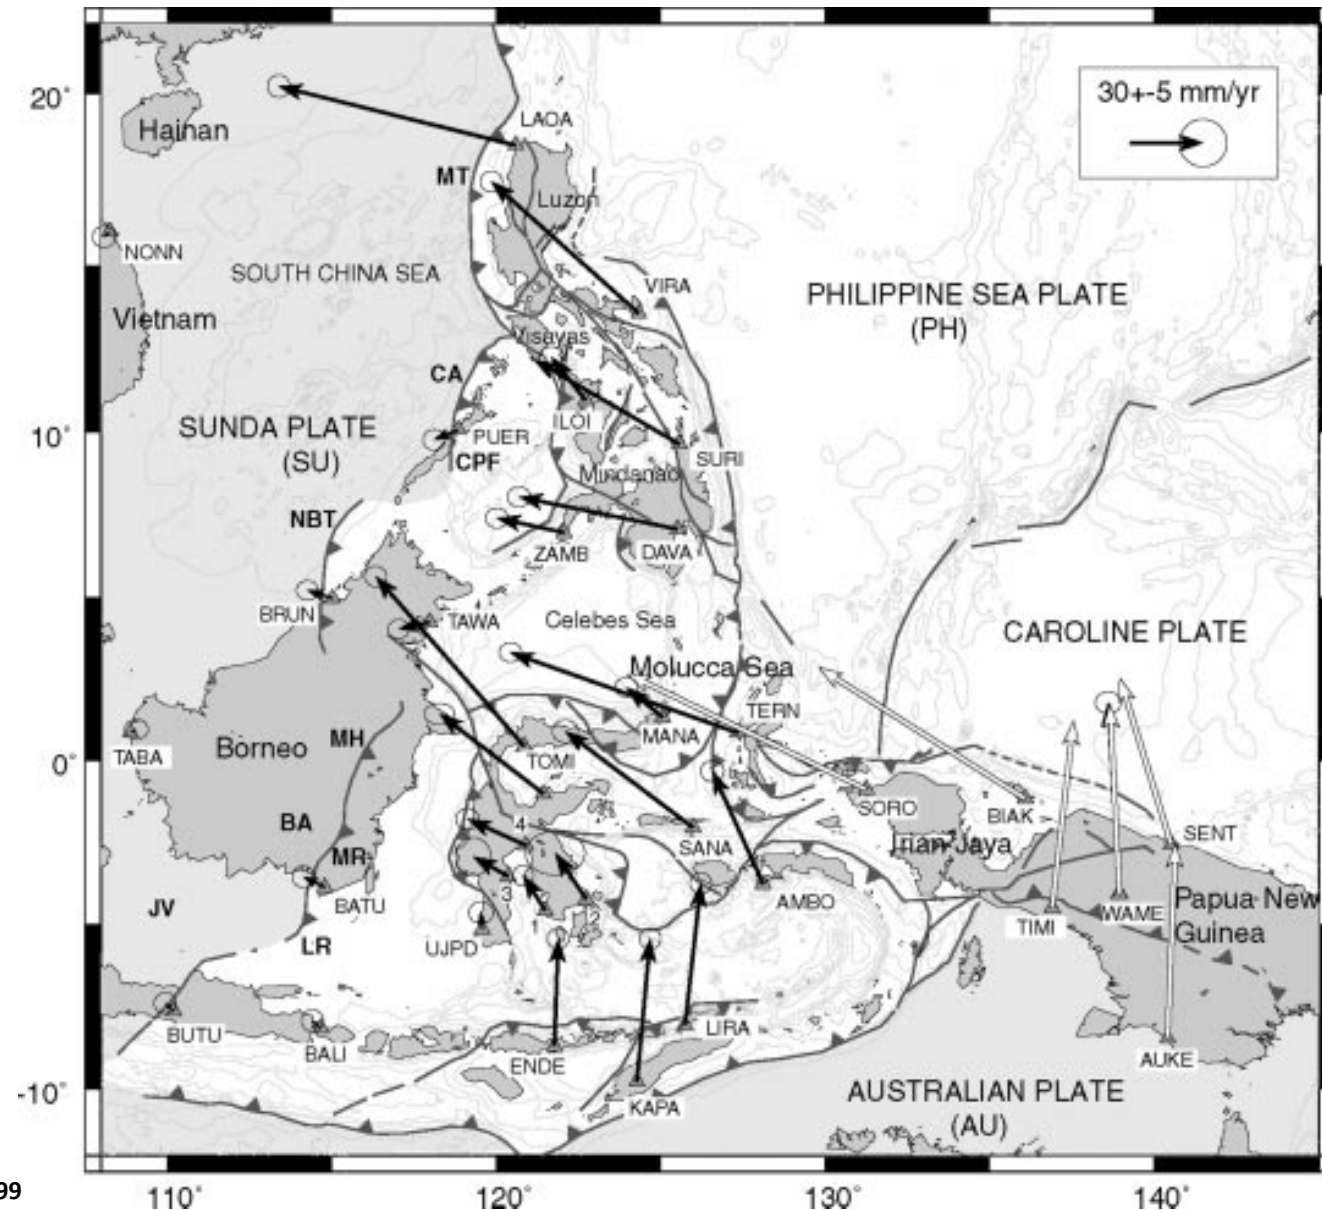 30+-5 mm/yr
20°
LAOA
Hainan
MT
Luzon
NONN
SOUTH CHINA SEA
VIRA
PHILIPPINE SEA PLATE
(PH)
Vietnam
Visayas
CA
SUNDA PLATE
(SU)
10°
PUER
ILOI
CPF
SURI
Mindanao
NBT
ZAMB
DAVA
BRUN
TAWA
Celebes Sea
CAROLINE PLATE
Molucca Sea
TERN
MANA
MH
Borneo
TABA
TOMI
0°
SORO
BIAK
BA
4
SANA
SENT
Irian Jaya
MR
3
BATU
AMBO
WAME
Papua New
Guinea
JV
2
1
TIMI
LR
UJPD
BUTU
BALI
LIRA
ENDE
AUKE
-10°
KAPA
AUSTRALIAN PLATE
(AU)
99
110°
120°
130°
140°